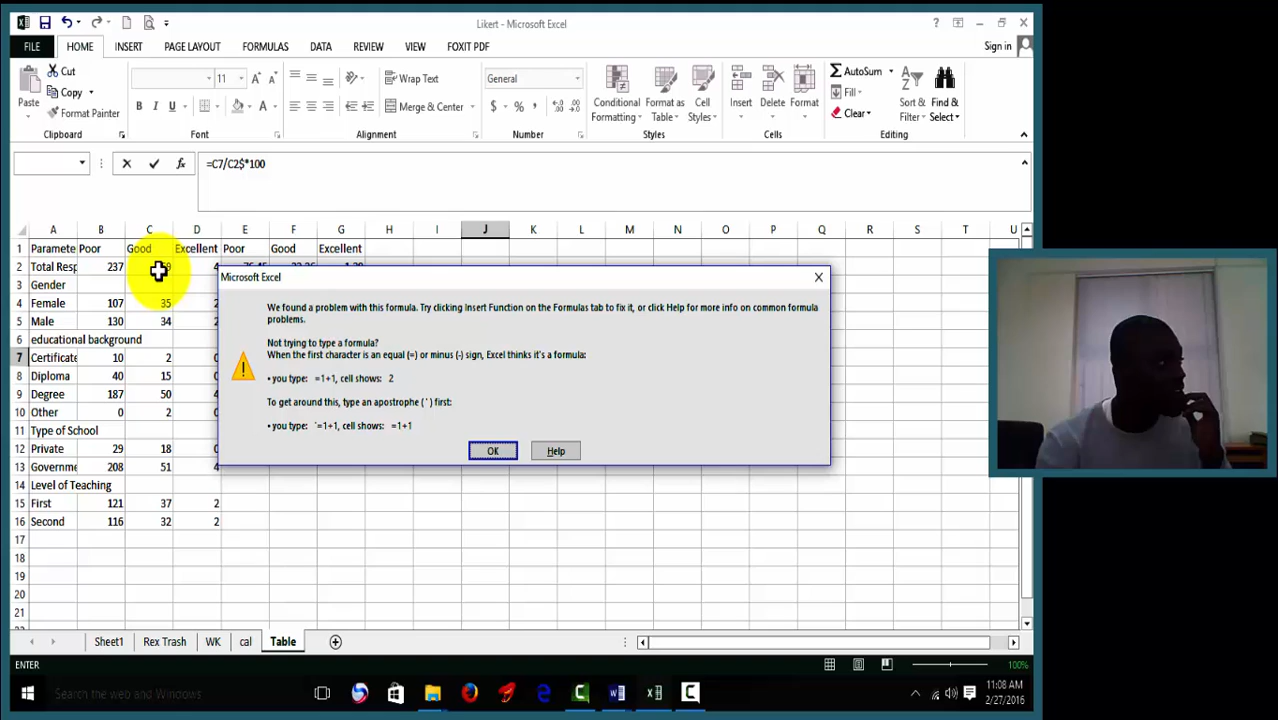 Likert - Microsoft Excel
?
FILE HOME INSERT PAGE LAYOUT FORMULAS DATA REVIEW VIEW FOXIT PDF Sign in
Cut
Copy
Format Painter
Paste
Clipboard
11 A A
B I U A
Font
Wrap Text
Merge & Center
Alignment
General
$ % ,
Number
Conditional Formatting
Format as Table
Cell Styles
Styles
Insert Delete Format
Cells
AutoSum
Fill
Clear
Sort & Filter
Find & Select
Editing
fx =C7/C2$*100
A B C D E F G H I J K L M N O P Q R S T U
1 Paramete Poor Good Excellent Poor Good Excellent
2 Total Resp 237
3 Gender
4 Female 107 35 2
5 Male 130 34 2
6 educational background
7 Certificate 10 2
8 Diploma 40 15
9 Degree 187 50 4
10 Other 0 2
11 Type of School
12 Private 29 18
13 Governme 208 51 4
14 Level of Teaching
15 First 121 37 2
16 Second 116 32 2
17
18
19
20
21
Microsoft Excel
We found a problem with this formula. Try clicking Insert Function on the Formulas tab to fix it, or click Help for more info on common formula
problems.
Not trying to type a formula?
When the first character is an equal (=) or minus (-) sign, Excel thinks it's a formula:
• you type: =1+1, cell shows: 2
To get around this, type an apostrophe ( ' ) first:
• you type: '=1+1, cell shows: =1+1
OK Help
Sheet1 Rex Trash WK cal Table
ENTER 100%
Search the web and Windows
11:08 AM
2/27/2016